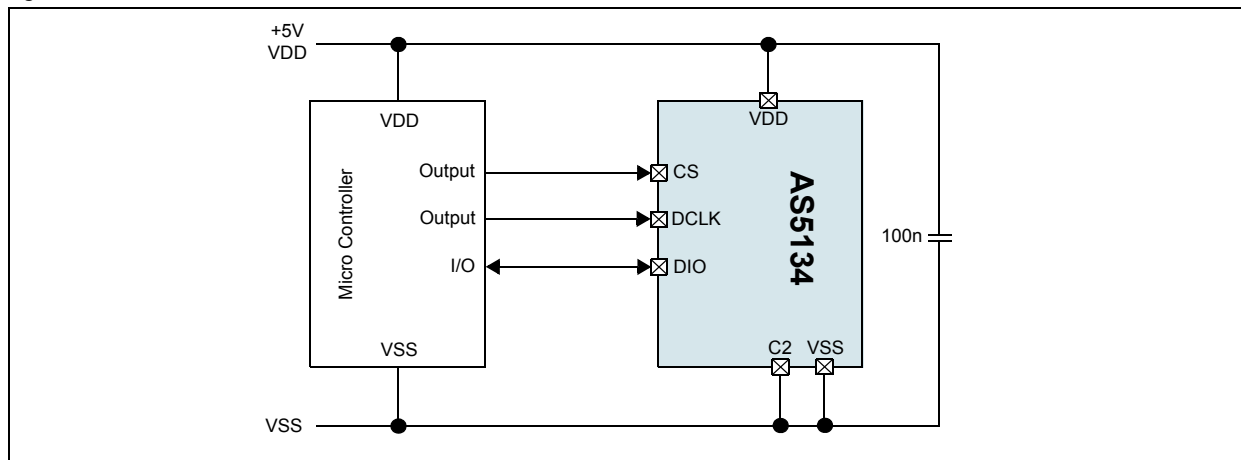 +5V
VDD
VDD
VDD
Micro Controller
Output
CS
Output
DCLK
I/O
DIO
AS5134
100n
VSS
C2
VSS
VSS